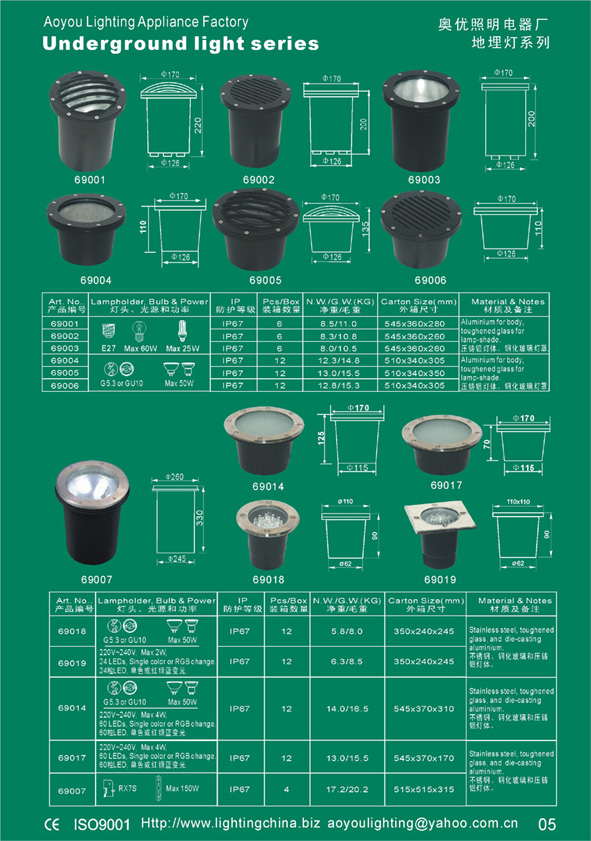 Aoyou Lighting Appliance Factory
奥优照明电器厂
Underground light series
地埋灯系列
Φ170
220
Φ126
69001
Φ170
200
Φ126
69002
Φ170
200
Φ126
69003
Φ170
110
Φ126
69004
Φ170
135
Φ126
69005
Φ170
110
Φ126
69006
Art. No. Lampholder, Bulb & Power IP Pcs/Box N.W./G.W.(KG) Carton Size(mm) Material & Notes
产品编号 灯头、光源和功率 防护等级 装箱数量 净重/毛重 外箱尺寸 材质及备注
69001 IP67 6 8.5/11.0 545x360x280
69002 IP67 6 8.3/10.8 545x360x260
69003 IP67 6 8.0/10.5 545x360x260
E27 Max 60W Max 25W
Aluminium for body,
toughened glass for
lamp-shade.
压铸铝灯体、钢化玻璃灯罩
69004 IP67 12 12.3/14.8 510x340x305
69005 IP67 12 13.0/15.5 510x340x350
69006 IP67 12 12.8/15.3 510x340x305
G5.3 or GU10 Max 50W
Aluminium for body,
toughened glass for
lamp-shade.
压铸铝灯体、钢化玻璃灯罩
Φ170
125
Φ115
69014
Φ170
70
Φ115
69017
Φ260
330
Φ245
69007
ø110
90
ø62
69018
110x110
90
ø62
69019
Art. No. Lampholder, Bulb & Power IP Pcs/Box N.W./G.W.(KG) Carton Size(mm) Material & Notes
产品编号 灯头、光源和功率 防护等级 装箱数量 净重/毛重 外箱尺寸 材质及备注
69018 G5.3 or GU10 Max 50W IP67 12 5.8/8.0 350x240x245
69019 IP67 12 6.3/8.5 350x240x245
220V~240V, Max 2W,
24 LEDs, Single color or RGB change.
24粒LED, 单色或红绿蓝变光.
Stainless steel, toughened
glass, and die-casting
aluminium.
不锈钢、钢化玻璃和压铸
铝灯体.
69014 IP67 12 14.0/16.5 545x370x310
G5.3 or GU10 Max 50W
220V~240V, Max 4W,
60 LEDs, Single color or RGB change.
60粒LED, 单色或红绿蓝变光.
Stainless steel, toughened
glass, and die-casting
aluminium.
不锈钢、钢化玻璃和压铸
铝灯体.
69017 IP67 12 13.0/15.5 545x370x170
220V~240V, Max 4W,
60 LEDs, Single color or RGB change.
60粒LED, 单色或红绿蓝变光.
69007 RX7S Max 150W IP67 4 17.2/20.2 515x515x315
Stainless steel, toughened
glass, and die-casting
aluminium.
不锈钢、钢化玻璃和压铸
铝灯体.
CE ISO9001 Http://www.lightingchina.biz aoyoulighting@yahoo.com.cn 05